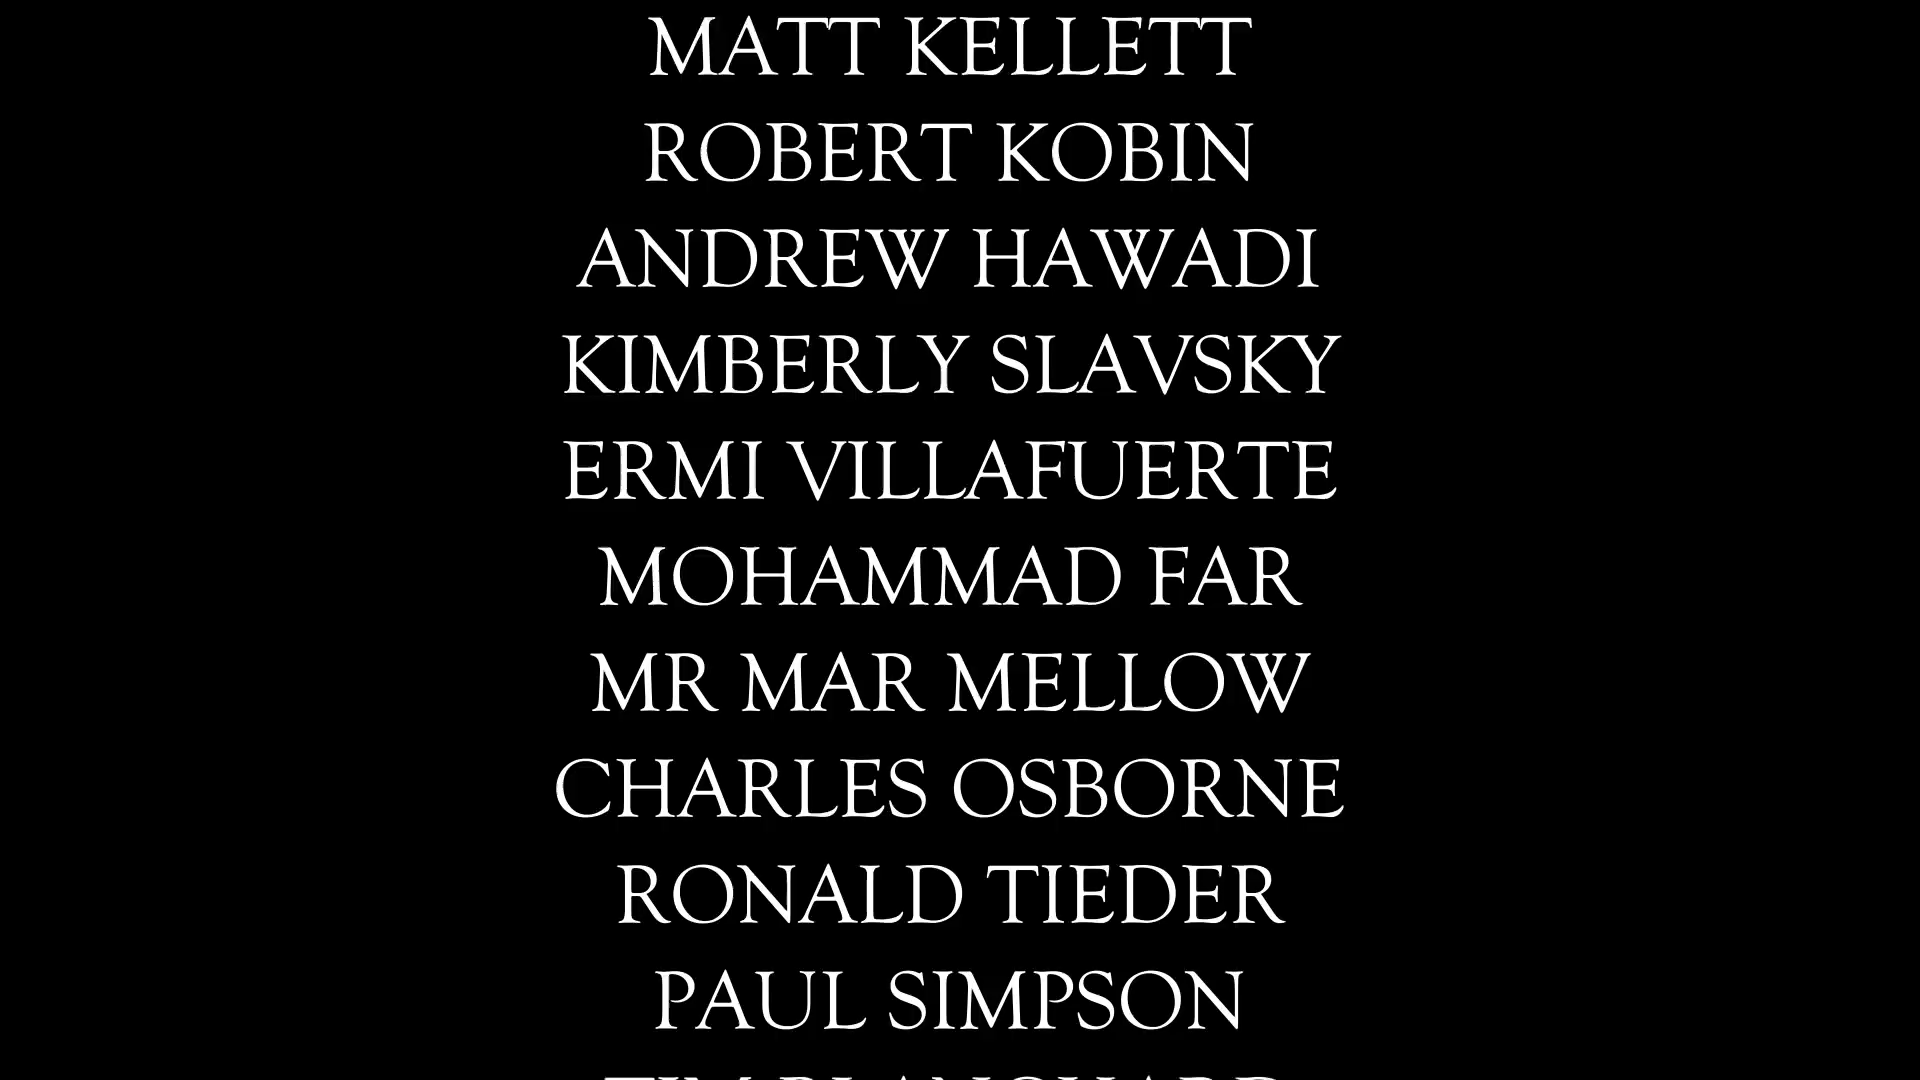 MATT KELLETT
ROBERT KOBIN
ANDREW HAWADI
KIMBERLY SLAVSKY
ERMI VILLAFUERTE
MOHAMMAD FAR
MR MAR MELLOW
CHARLES OSBORNE
RONALD TIEDER
PAUL SIMPSON